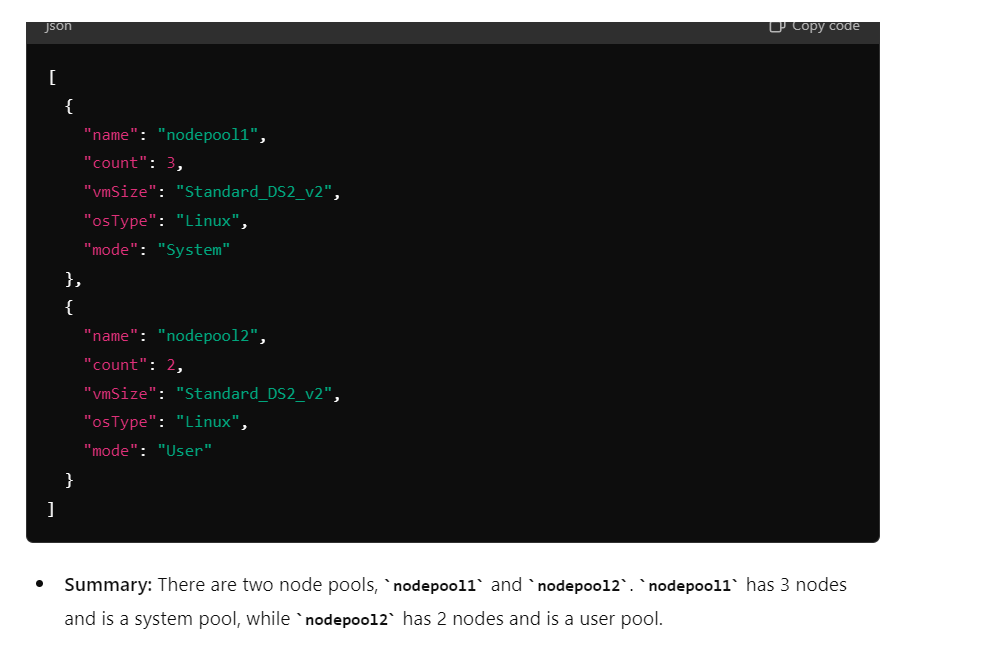 json Copy code
[
{
"name": "nodepool1",
"count": 3,
"vmSize": "Standard_DS2_v2",
"osType": "Linux",
"mode": "System"
},
{
"name": "nodepool2",
"count": 2,
"vmSize": "Standard_DS2_v2",
"osType": "Linux",
"mode": "User"
}
]
• Summary: There are two node pools, `nodepool1` and `nodepool2`. `nodepool1` has 3 nodes
and is a system pool, while `nodepool2` has 2 nodes and is a user pool.